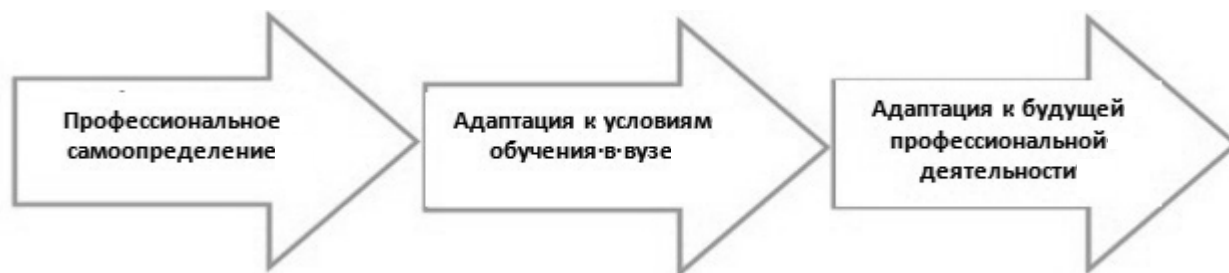 Профессиональное
самоопределение
Адаптация к условиям
обучения·в·вузе
Адаптация к будущей
профессиональной
деятельности